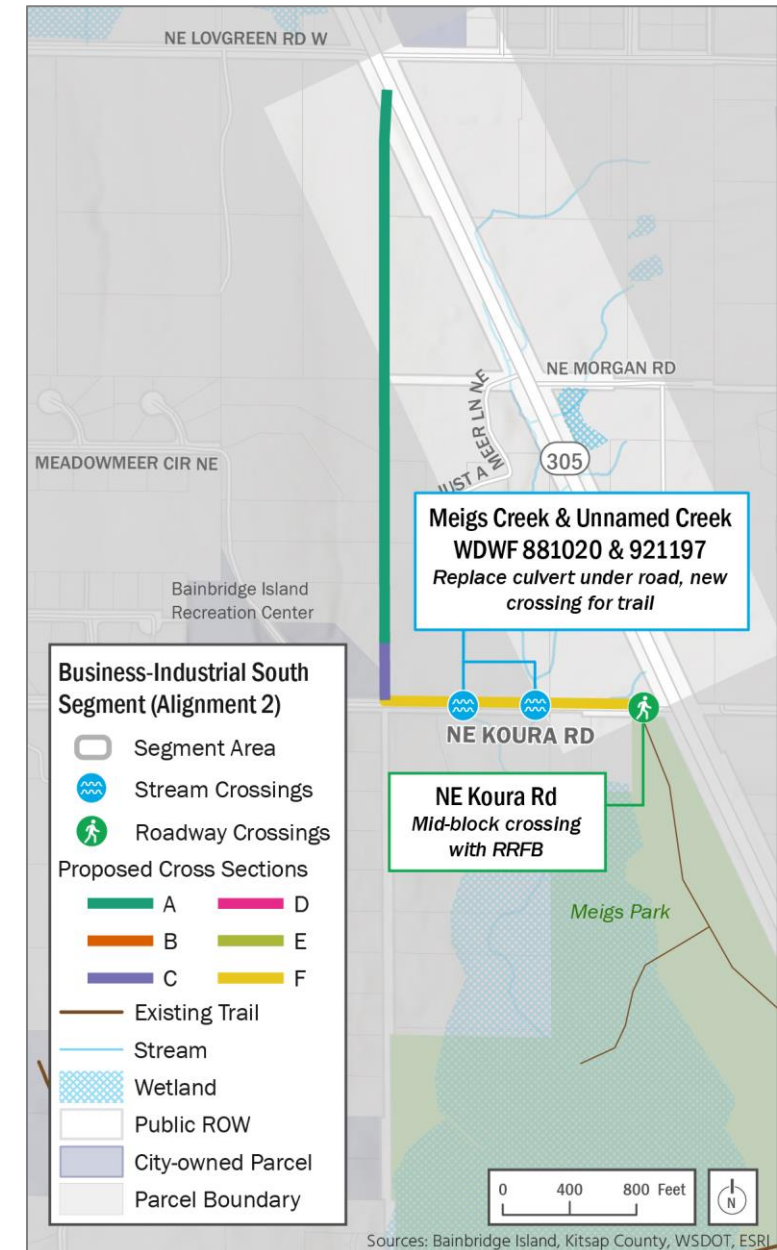 NE LOVGREEN RD W
NE MORGAN RD
JUST A MEER LN NE
MEADOWMEER CIR NE
305
Meigs Creek & Unnamed Creek
WDWF 881020 & 921197
Replace culvert under road, new
crossing for trail
Bainbridge Island
Recreation Center
NE KOURA RD
NE Koura Rd
Mid-block crossing
with RRFB
Meigs Park
Business-Industrial South
Segment (Alignment 2)
Segment Area
Stream Crossings
Roadway Crossings
Proposed Cross Sections
A
D
B
E
C
F
Existing Trail
Stream
Wetland
Public ROW
City-owned Parcel
Parcel Boundary
0 400 800 Feet
N
Sources: Bainbridge Island, Kitsap County, WSDOT, ESRI